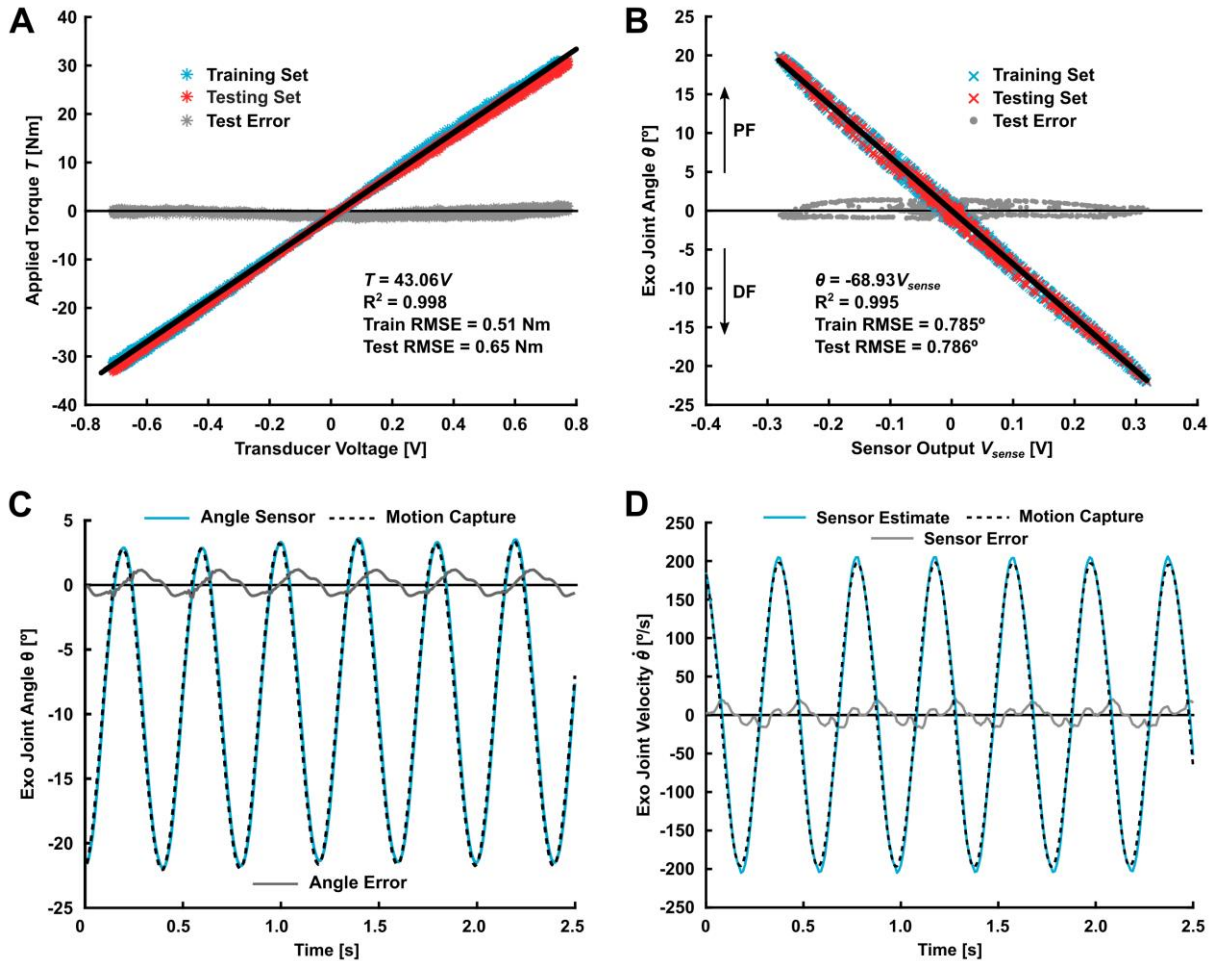 A
40
30
20
10
0
-10
-20
-30
-40
Applied Torque T [Nm]
Training Set
Testing Set
Test Error
T = 43.06V
R² = 0.998
Train RMSE = 0.51 Nm
Test RMSE = 0.65 Nm
-0.8 -0.6 -0.4 -0.2 0 0.2 0.4 0.6 0.8
Transducer Voltage [V]
B
25
20
15
10
5
0
-5
-10
-15
-20
-25
Exo Joint Angle θ [º]
PF
DF
Training Set
Testing Set
Test Error
θ = -68.93Vsense
R² = 0.995
Train RMSE = 0.785º
Test RMSE = 0.786º
-0.4 -0.3 -0.2 -0.1 0 0.1 0.2 0.3 0.4
Sensor Output Vsense [V]
C
Angle Sensor Motion Capture
5
0
-5
-10
-15
-20
-25
Exo Joint Angle θ [º]
Angle Error
0 0.5 1.0 1.5 2.0 2.5
Time [s]
D
Sensor Estimate Motion Capture
Sensor Error
250
200
150
100
50
0
-50
-100
-150
-200
-250
Exo Joint Velocity θ̇ [º/s]
0 0.5 1.0 1.5 2.0 2.5
Time [s]